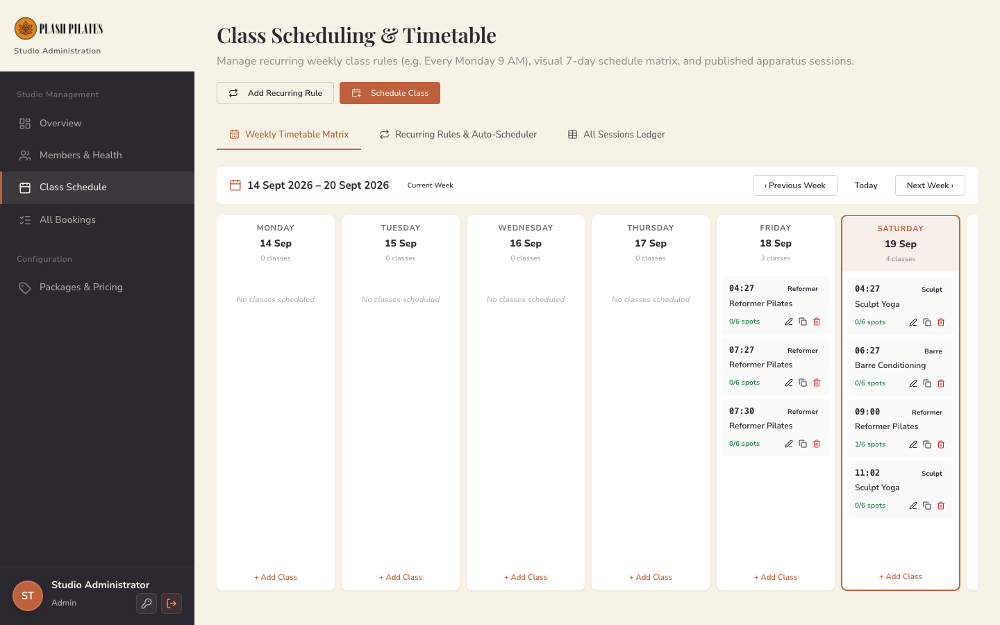 PLASH PILATES
Studio Administration
Studio Management
Overview
Members & Health
Class Schedule
All Bookings
Configuration
Packages & Pricing
ST
Studio Administrator
Admin
Class Scheduling & Timetable
Manage recurring weekly class rules (e.g. Every Monday 9 AM), visual 7-day schedule matrix, and published apparatus sessions.
Add Recurring Rule
Schedule Class
Weekly Timetable Matrix
Recurring Rules & Auto-Scheduler
All Sessions Ledger
14 Sept 2026 – 20 Sept 2026
Current Week
‹ Previous Week
Today
Next Week ›
MONDAY
14 Sep
0 classes
No classes scheduled
+ Add Class
TUESDAY
15 Sep
0 classes
No classes scheduled
+ Add Class
WEDNESDAY
16 Sep
0 classes
No classes scheduled
+ Add Class
THURSDAY
17 Sep
0 classes
No classes scheduled
+ Add Class
FRIDAY
18 Sep
3 classes
04:27 Reformer
Reformer Pilates
0/6 spots
07:27 Reformer
Reformer Pilates
0/6 spots
07:30 Reformer
Reformer Pilates
0/6 spots
+ Add Class
SATURDAY
19 Sep
4 classes
04:27 Sculpt
Sculpt Yoga
0/6 spots
06:27 Barre
Barre Conditioning
0/6 spots
09:00 Reformer
Reformer Pilates
1/6 spots
11:02 Sculpt
Sculpt Yoga
0/6 spots
+ Add Class